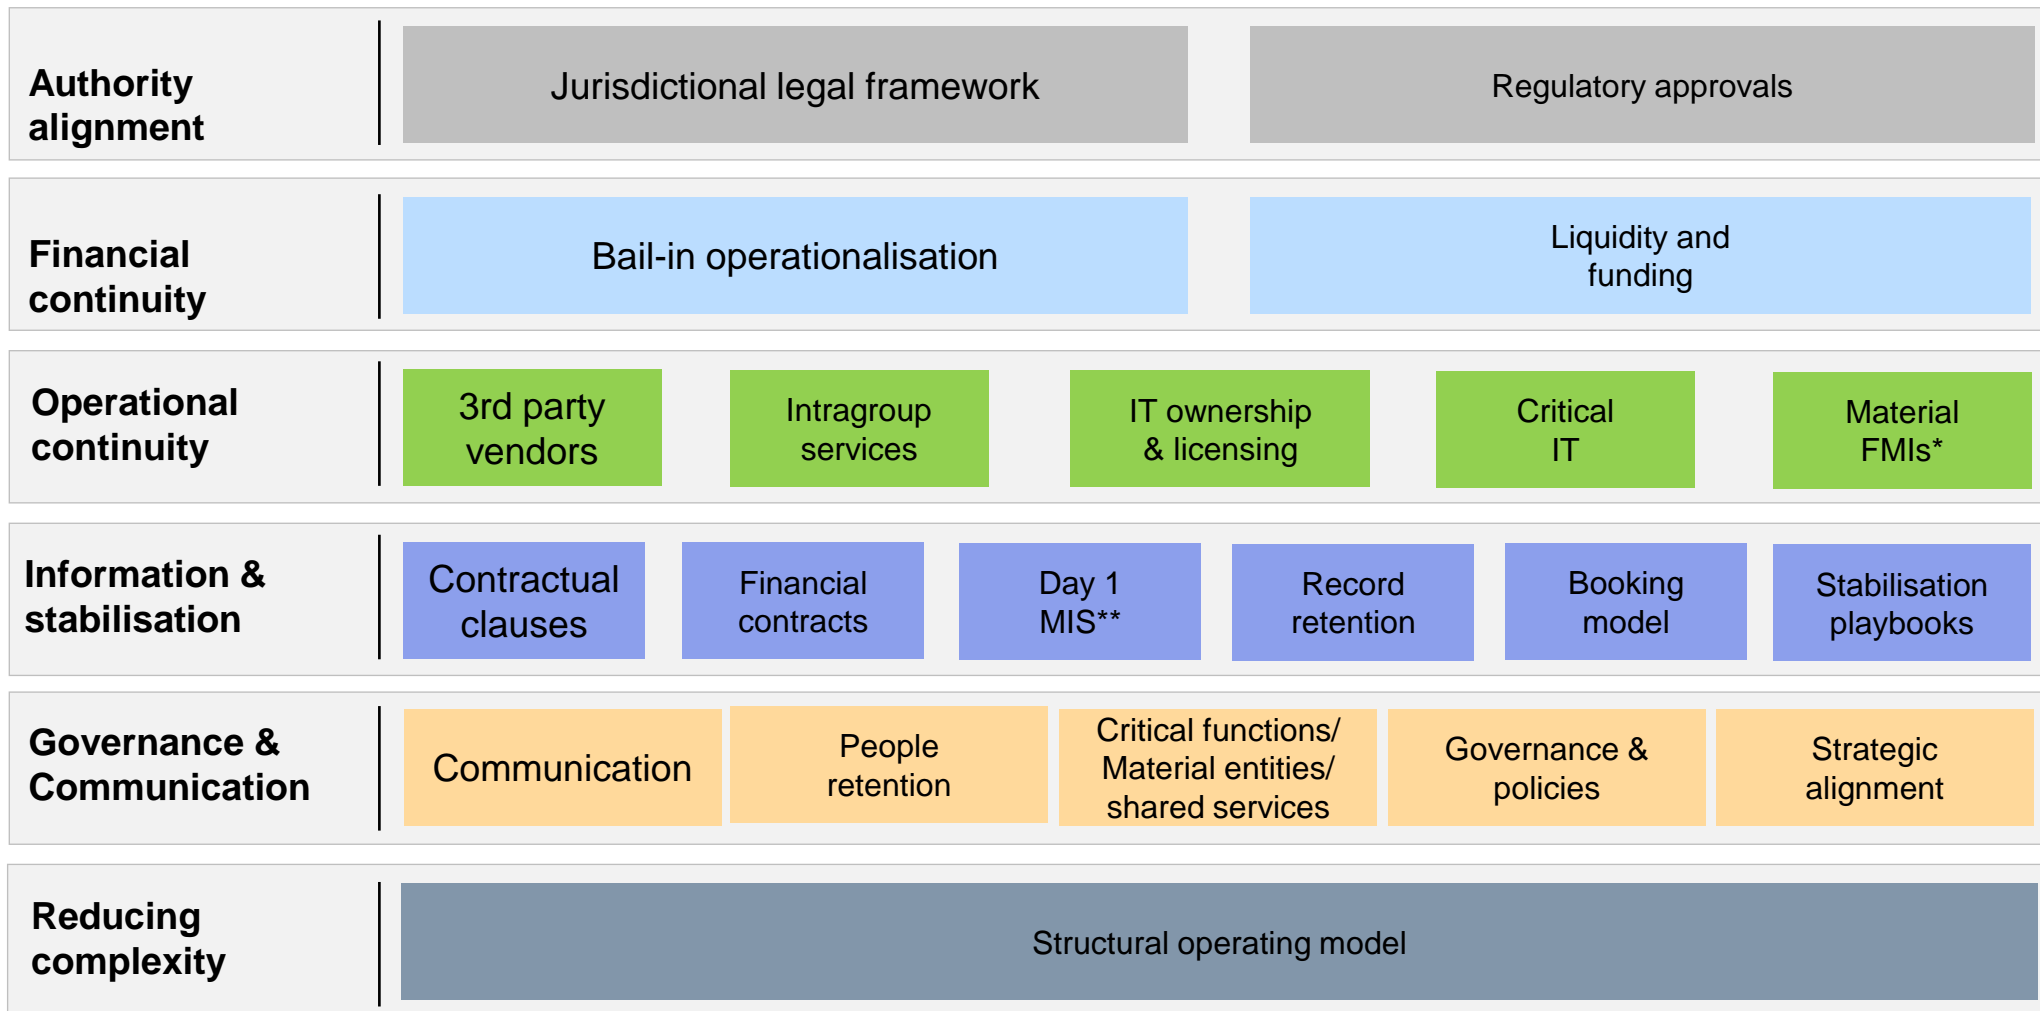 Authority
alignment
Jurisdictional legal framework
Regulatory approvals
Financial
continuity
Bail-in operationalisation
Liquidity and
funding
Operational
continuity
3rd party
vendors
Intragroup
services
IT ownership
& licensing
Critical
IT
Material
FMIs*
Information &
stabilisation
Contractual
clauses
Financial
contracts
Day 1
MIS**
Record
retention
Booking
model
Stabilisation
playbooks
Governance &
Communication
Communication
People
retention
Critical functions/
Material entities/
shared services
Governance &
policies
Strategic
alignment
Reducing
complexity
Structural operating model